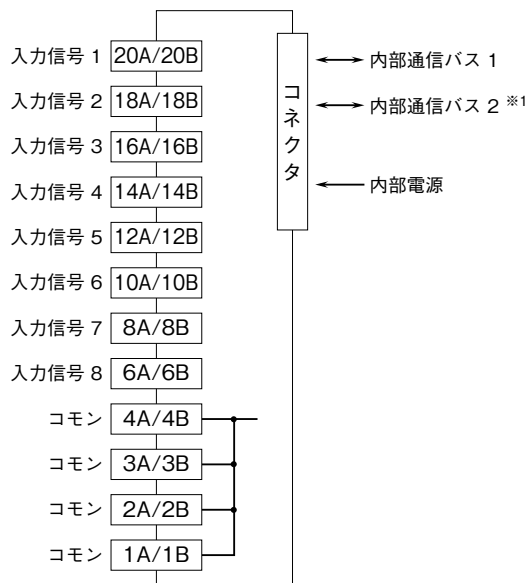 入力信号 1 20A/20B
入力信号 2 18A/18B
入力信号 3 16A/16B
入力信号 4 14A/14B
入力信号 5 12A/12B
入力信号 6 10A/10B
入力信号 7 8A/8B
入力信号 8 6A/6B
コモン 4A/4B
コモン 3A/3B
コモン 2A/2B
コモン 1A/1B
コネクタ
内部通信バス 1
内部通信バス 2 ※1
内部電源